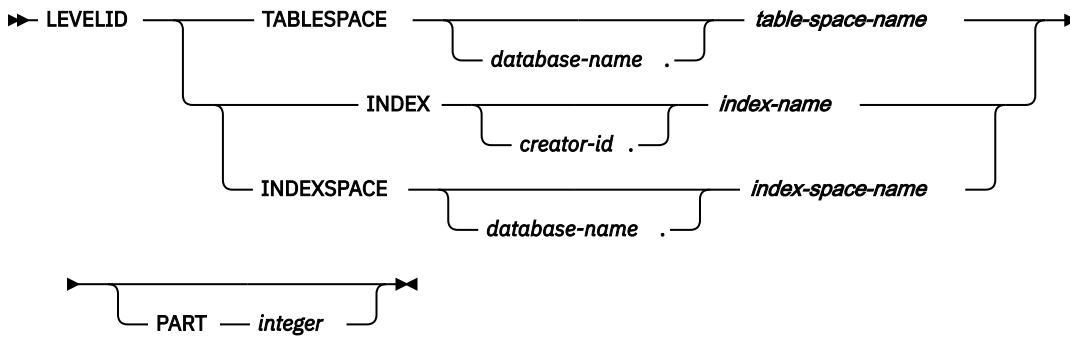 LEVELID TABLESPACE table-space-name
database-name .
INDEX index-name
creator-id .
INDEXSPACE index-space-name
database-name .
PART integer